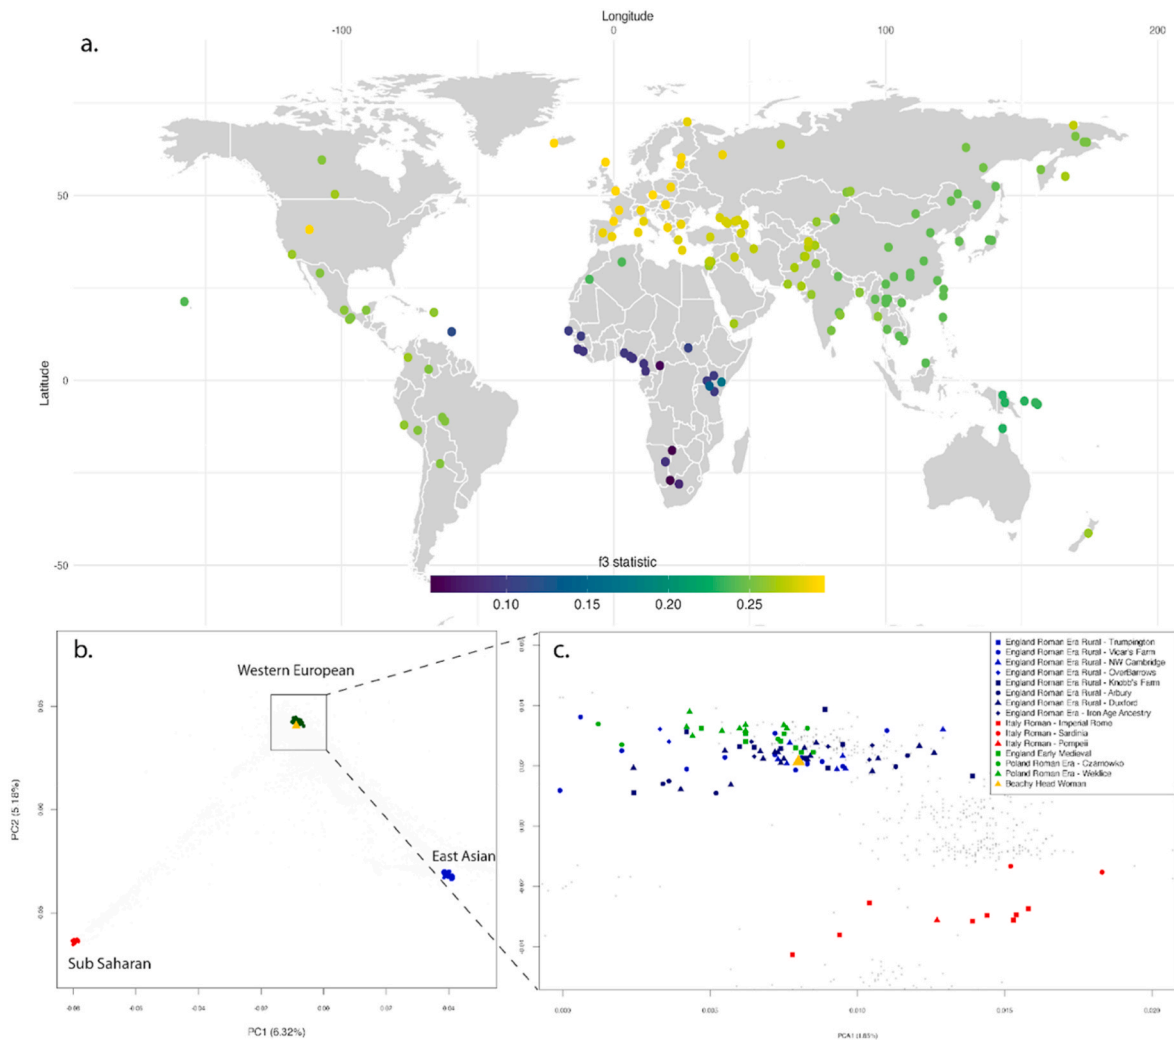 Longitude
a.
-100
0
100
200
50
0
-50
Latitude
f3 statistic
0.10
0.15
0.20
0.25
b.
Western European
East Asian
Sub Saharan
PC2 (5.18%)
PC1 (6.32%)
c.
England Roman Era Rural - Trumpington
England Roman Era Rural - Vicar's Farm
England Roman Era Rural - NW Cambridge
England Roman Era Rural - OverBarrows
England Roman Era Rural - Knobb's Farm
England Roman Era Rural - Arbury
England Roman Era Rural - Duxford
England Roman Era - Iron Age Ancestry
Italy Roman - Imperial Rome
Italy Roman - Sardinia
Italy Roman - Pompeii
England Early Medieval
Poland Roman Era - Czarnowko
Poland Roman Era - Weklice
Beachy Head Woman
0.010
0.015